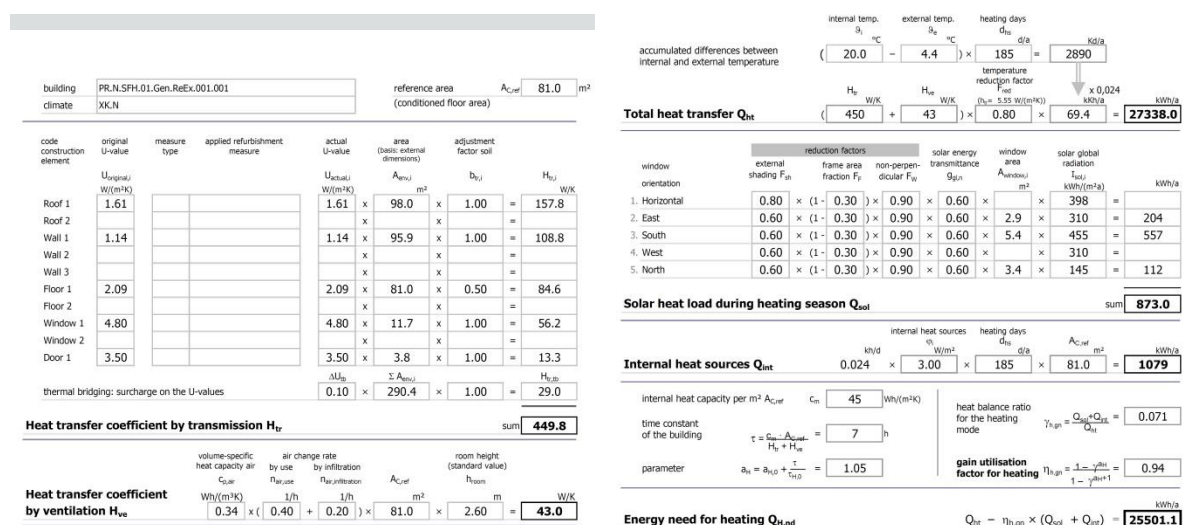 building PR.N.SFH.01.Gen.ReEx.001.001 reference area A_C,ref 81.0 m²
climate XK.N (conditioned floor area)
code construction element original U-value measure type applied refurbishment measure actual U-value area (basis: external dimensions) adjustment factor soil
U_original,i U_actual,i A_env,i b_tr,i H_tr,i
W/(m²K) W/(m²K) m² W/K
Roof 1 1.61 1.61 x 98.0 x 1.00 = 157.8
Roof 2 x x =
Wall 1 1.14 1.14 x 95.9 x 1.00 = 108.8
Wall 2 x x =
Wall 3 x x =
Floor 1 2.09 2.09 x 81.0 x 0.50 = 84.6
Floor 2 x x =
Window 1 4.80 4.80 x 11.7 x 1.00 = 56.2
Window 2 x x =
Door 1 3.50 3.50 x 3.8 x 1.00 = 13.3
ΔU_tb Σ A_env,i H_tr,tb
thermal bridging: surcharge on the U-values 0.10 × 290.4 × 1.00 = 29.0
Heat transfer coefficient by transmission H_tr sum 449.8
volume-specific heat capacity air air change rate room height (standard value)
by use by infiltration
c_p,air n_air,use n_air,infiltration A_C,ref h_room
Wh/(m³K) 1/h 1/h m² m W/K
Heat transfer coefficient by ventilation H_ve 0.34 x ( 0.40 + 0.20 ) × 81.0 × 2.60 = 43.0
internal temp. external temp. heating days
ϑ_i ϑ_e d_hs
°C °C d/a Kd/a
accumulated differences between internal and external temperature ( 20.0 − 4.4 ) × 185 = 2890
temperature reduction factor
H_tr H_ve F_red x 0,024
W/K W/K (h_tr= 5.55 W/(m²K)) kKh/a kWh/a
Total heat transfer Q_ht ( 450 + 43 ) × 0.80 × 69.4 = 27338.0
reduction factors
window orientation external shading F_sh frame area fraction F_F non-perpendicular F_W solar energy transmittance g_gl,n window area A_window,i solar global radiation I_sol,i
m² kWh/(m²a) kWh/a
1. Horizontal 0.80 × (1 - 0.30 ) × 0.90 × 0.60 × × 398 =
2. East 0.60 × (1 - 0.30 ) × 0.90 × 0.60 × 2.9 × 310 = 204
3. South 0.60 × (1 - 0.30 ) × 0.90 × 0.60 × 5.4 × 455 = 557
4. West 0.60 × (1 - 0.30 ) × 0.90 × 0.60 × × 310 =
5. North 0.60 × (1 - 0.30 ) × 0.90 × 0.60 × 3.4 × 145 = 112
Solar heat load during heating season Q_sol sum 873.0
internal heat sources heating days
φ_i d_hs A_C,ref
kh/d W/m² d/a m² kWh/a
Internal heat sources Q_int 0.024 × 3.00 × 185 × 81.0 = 1079
internal heat capacity per m² A_C,ref c_m 45 Wh/(m²K)
time constant of the building τ = c_m · A_C,ref / (H_tr + H_ve) = 7 h
parameter a_H = a_H,0 + τ/τ_H,0 = 1.05
heat balance ratio for the heating mode γ_h,gn = (Q_sol+Q_int) / Q_ht = 0.071
gain utilisation factor for heating η_h,gn = (1 − γ^aH) / (1 − γ^aH+1) = 0.94
kWh/a
Energy need for heating Q_H,nd Q_ht − η_h,gn × (Q_sol + Q_int) = 25501.1